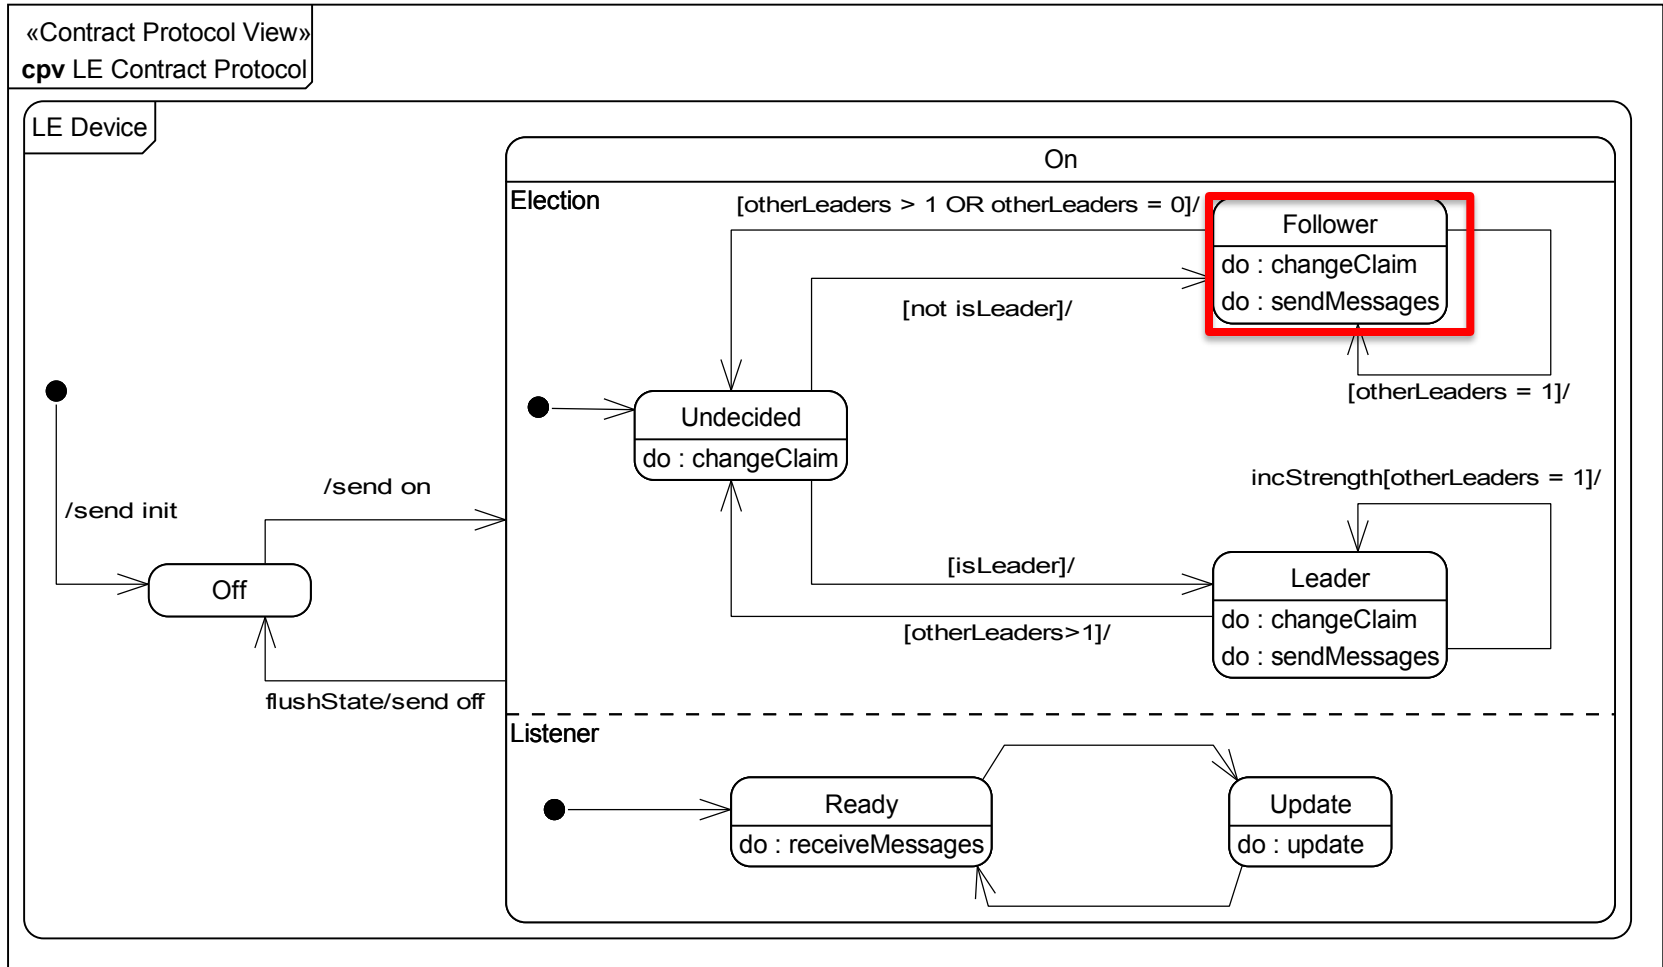 «Contract Protocol View»
cpv LE Contract Protocol
LE Device
On
Election
[otherLeaders > 1 OR otherLeaders = 0]/
Follower
do : changeClaim
do : sendMessages
[not isLeader]/
[otherLeaders = 1]/
Undecided
do : changeClaim
incStrength[otherLeaders = 1]/
/send on
/send init
[isLeader]/
Leader
Off
do : changeClaim
[otherLeaders>1]/
do : sendMessages
flushState/send off
Listener
Ready
do : receiveMessages
Update
do : update